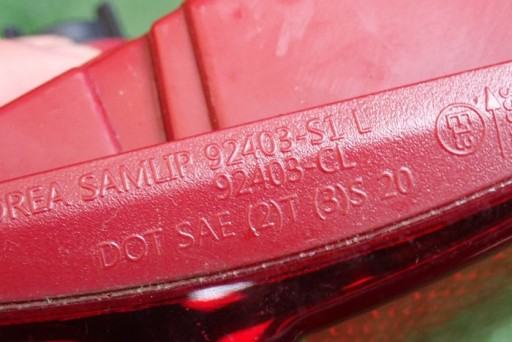 OREA SAMLIP 92403-S1 L
92403-CL
DOT SAE (2)T (3)S 20